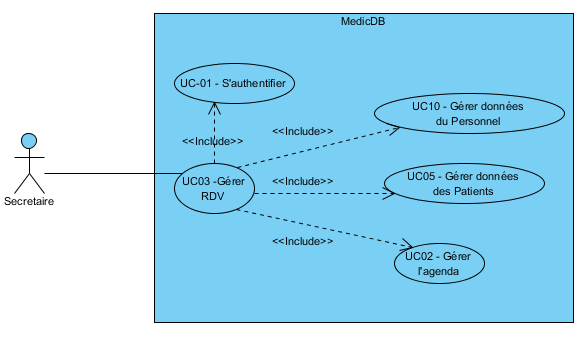 MedicDB
UC-01 - S'authentifier
UC10 - Gérer données
du Personnel
<<Include>>
<<Include>>
UC03 -Gérer
RDV
<<Include>>
UC05 - Gérer données
des Patients
Secretaire
<<Include>>
UC02 - Gérer
l'agenda